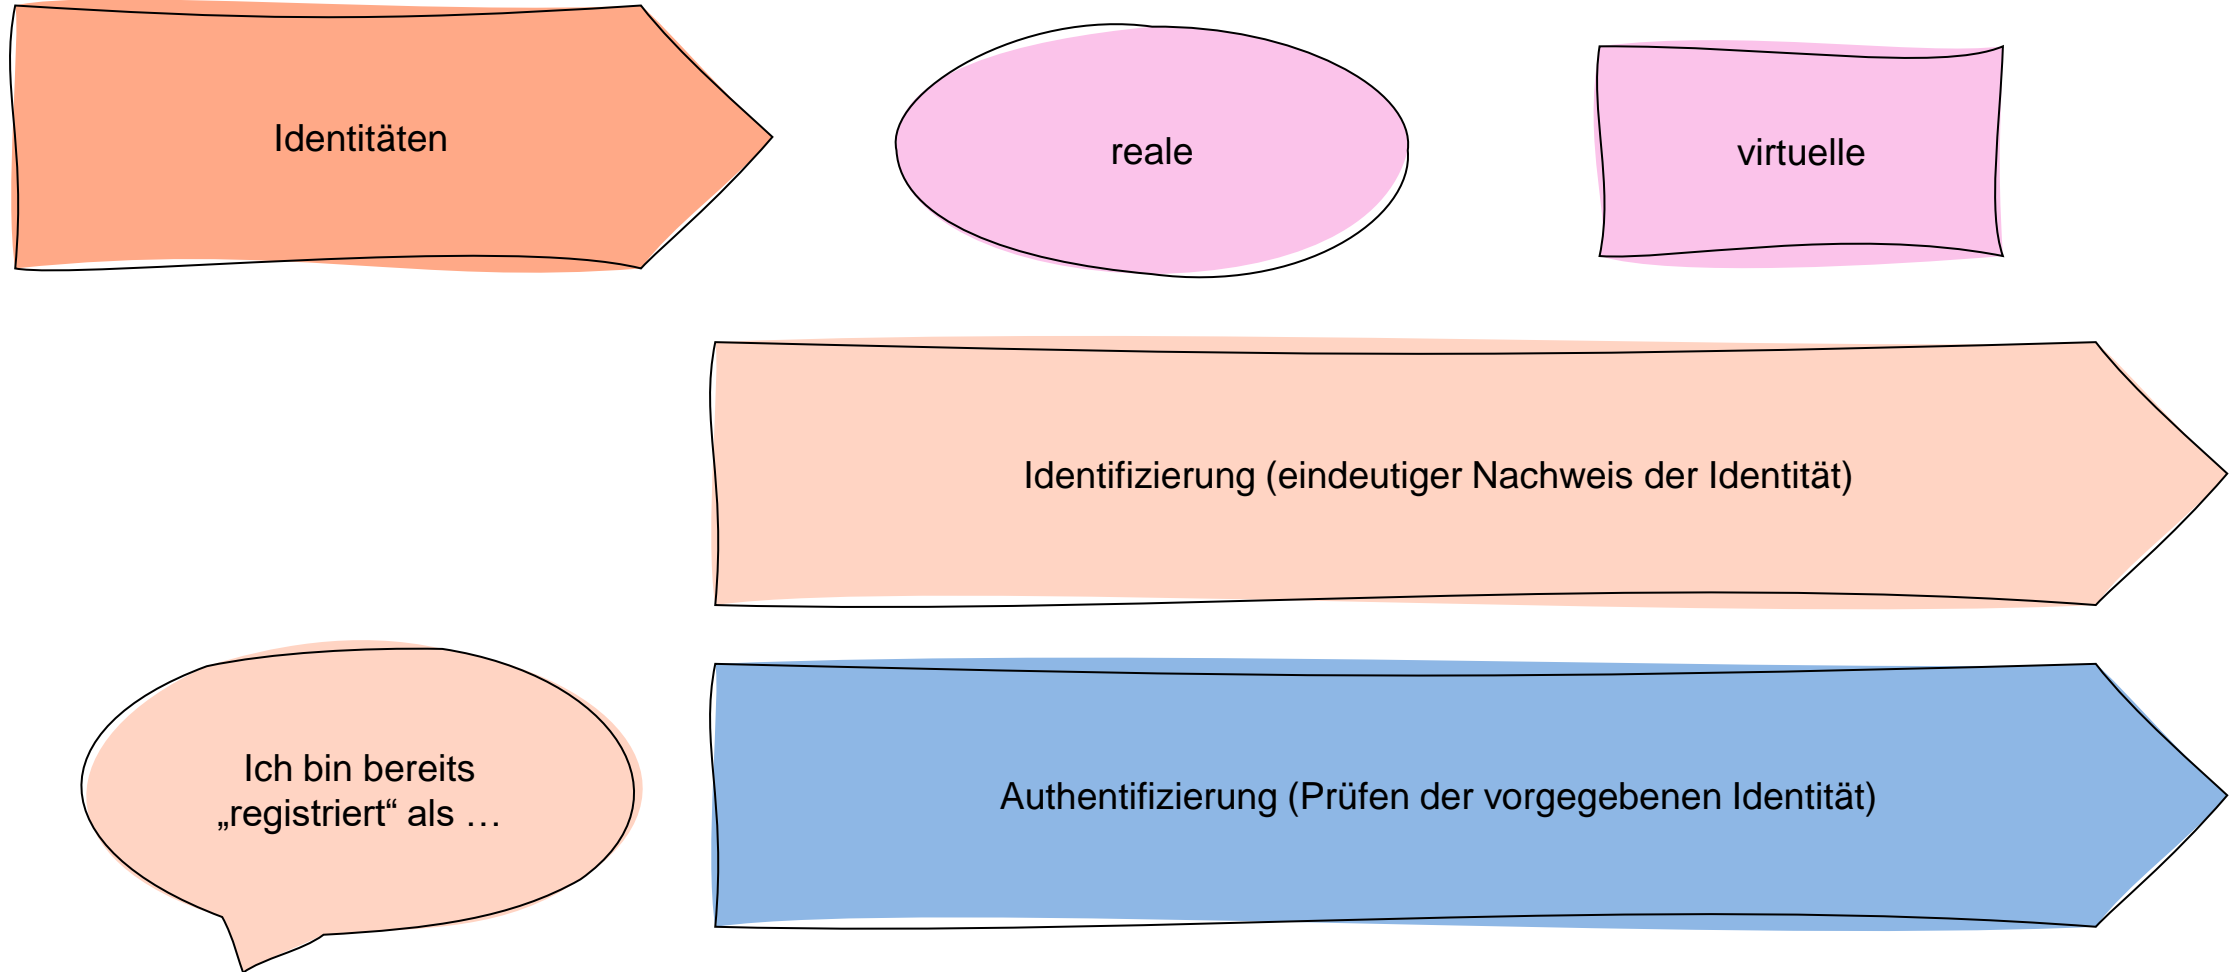 Identitäten
reale
virtuelle
Identifizierung (eindeutiger Nachweis der Identität)
Ich bin bereits
„registriert“ als …
Authentifizierung (Prüfen der vorgegebenen Identität)